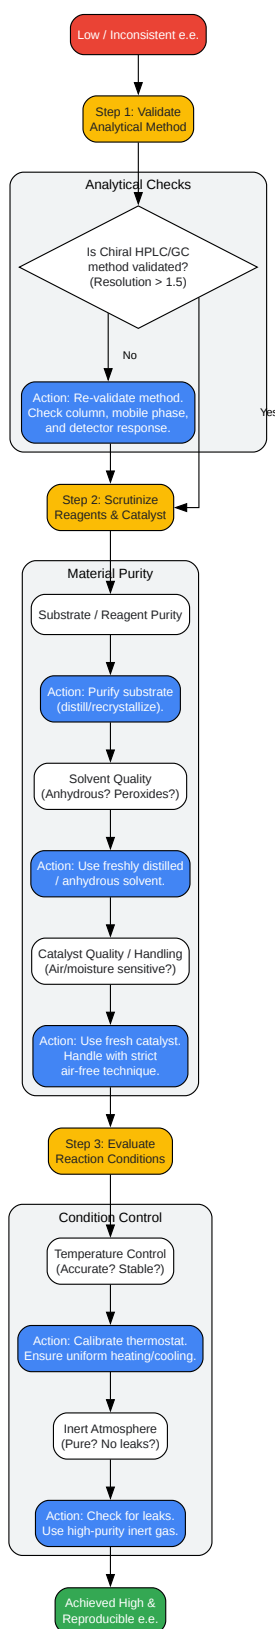 Low / Inconsistent e.e.
Step 1: Validate
Analytical Method
Analytical Checks
Is Chiral HPLC/GC
method validated?
(Resolution > 1.5)
No
Yes
Action: Re-validate method.
Check column, mobile phase,
and detector response.
Step 2: Scrutinize
Reagents & Catalyst
Material Purity
Substrate / Reagent Purity
Action: Purify substrate
(distill/recrystallize).
Solvent Quality
(Anhydrous? Peroxides?)
Action: Use freshly distilled
/ anhydrous solvent.
Catalyst Quality / Handling
(Air/moisture sensitive?)
Action: Use fresh catalyst.
Handle with strict
air-free technique.
Step 3: Evaluate
Reaction Conditions
Condition Control
Temperature Control
(Accurate? Stable?)
Action: Calibrate thermostat.
Ensure uniform heating/cooling.
Inert Atmosphere
(Pure? No leaks?)
Action: Check for leaks.
Use high-purity inert gas.
Achieved High &
Reproducible e.e.